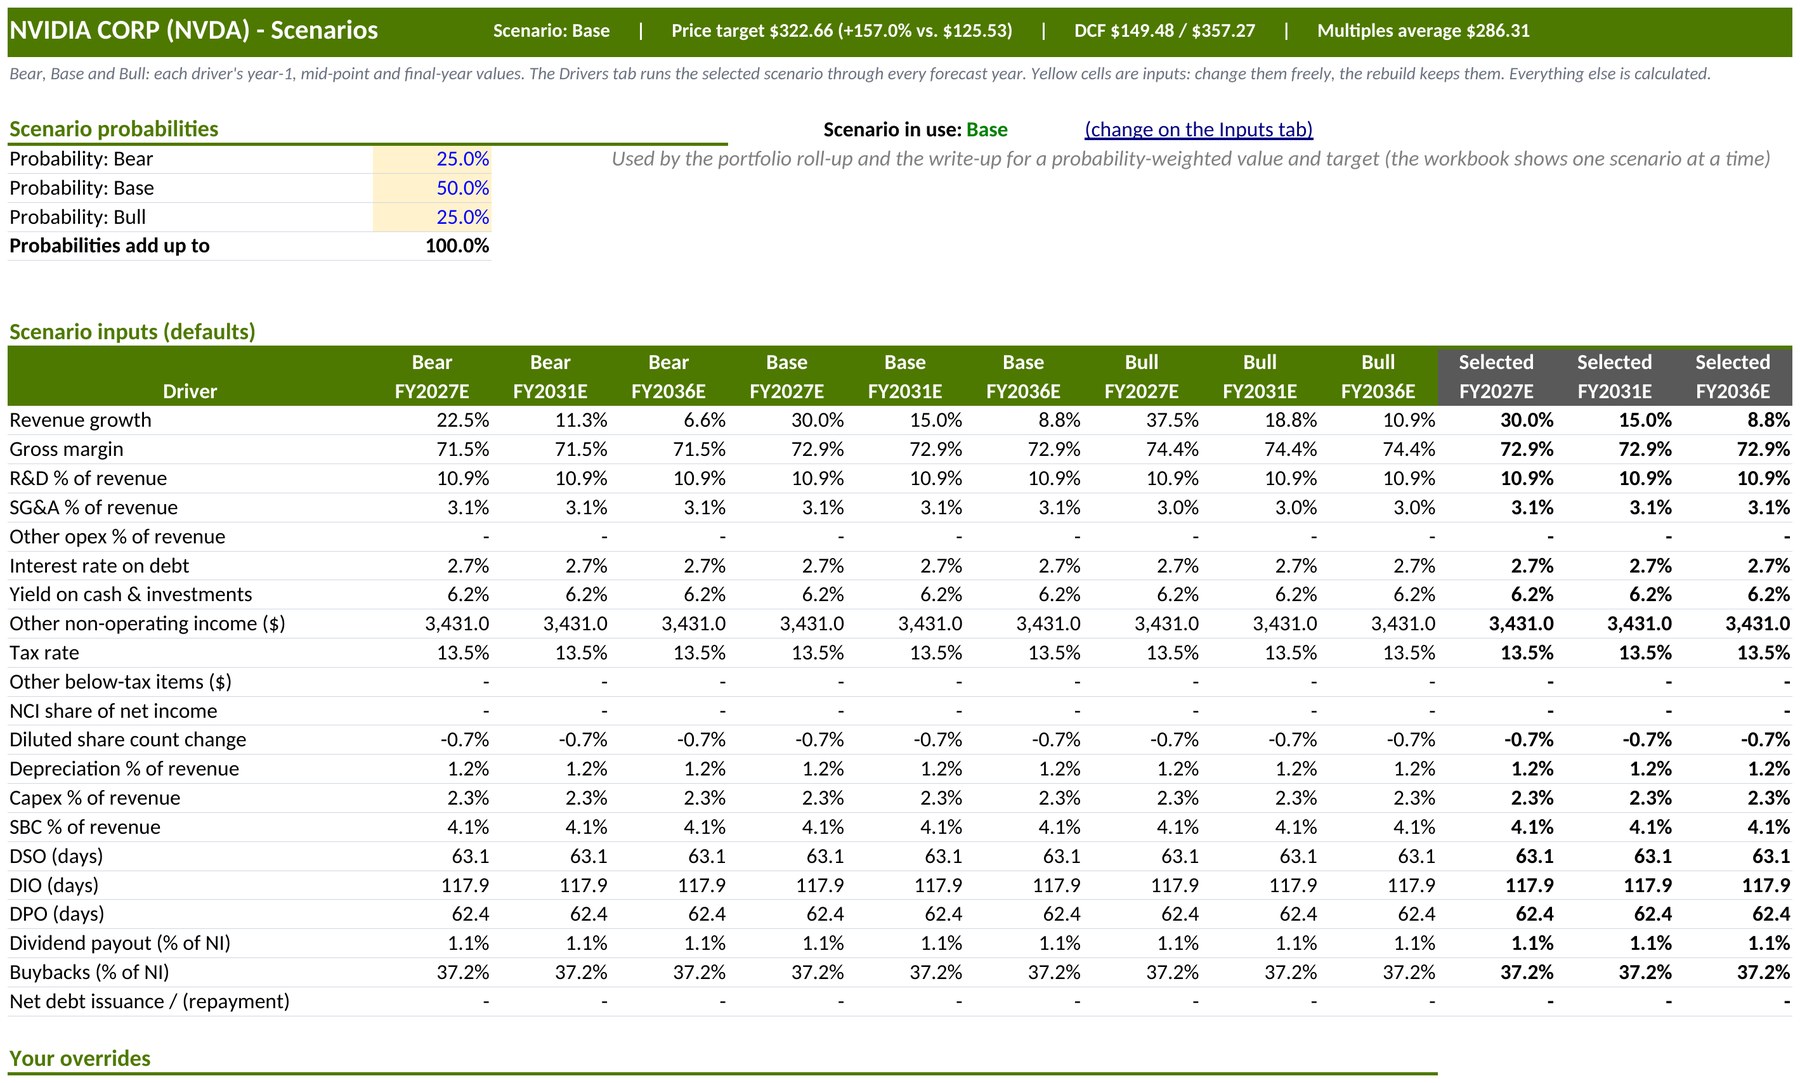 NVIDIA CORP (NVDA) - Scenarios Scenario: Base | Price target $322.66 (+157.0% vs. $125.53) | DCF $149.48 / $357.27 | Multiples average $286.31
Bear, Base and Bull: each driver's year-1, mid-point and final-year values. The Drivers tab runs the selected scenario through every forecast year. Yellow cells are inputs: change them freely, the rebuild keeps them. Everything else is calculated.
Scenario probabilities Scenario in use: Base (change on the Inputs tab)
Probability: Bear 25.0% Used by the portfolio roll-up and the write-up for a probability-weighted value and target (the workbook shows one scenario at a time)
Probability: Base 50.0%
Probability: Bull 25.0%
Probabilities add up to 100.0%
Scenario inputs (defaults)
Bear Bear Bear Base Base Base Bull Bull Bull Selected Selected Selected
Driver FY2027E FY2031E FY2036E FY2027E FY2031E FY2036E FY2027E FY2031E FY2036E FY2027E FY2031E FY2036E
Revenue growth 22.5% 11.3% 6.6% 30.0% 15.0% 8.8% 37.5% 18.8% 10.9% 30.0% 15.0% 8.8%
Gross margin 71.5% 71.5% 71.5% 72.9% 72.9% 72.9% 74.4% 74.4% 74.4% 72.9% 72.9% 72.9%
R&D % of revenue 10.9% 10.9% 10.9% 10.9% 10.9% 10.9% 10.9% 10.9% 10.9% 10.9% 10.9% 10.9%
SG&A % of revenue 3.1% 3.1% 3.1% 3.1% 3.1% 3.1% 3.0% 3.0% 3.0% 3.1% 3.1% 3.1%
Other opex % of revenue - - - - - - - - - - - -
Interest rate on debt 2.7% 2.7% 2.7% 2.7% 2.7% 2.7% 2.7% 2.7% 2.7% 2.7% 2.7% 2.7%
Yield on cash & investments 6.2% 6.2% 6.2% 6.2% 6.2% 6.2% 6.2% 6.2% 6.2% 6.2% 6.2% 6.2%
Other non-operating income ($) 3,431.0 3,431.0 3,431.0 3,431.0 3,431.0 3,431.0 3,431.0 3,431.0 3,431.0 3,431.0 3,431.0 3,431.0
Tax rate 13.5% 13.5% 13.5% 13.5% 13.5% 13.5% 13.5% 13.5% 13.5% 13.5% 13.5% 13.5%
Other below-tax items ($) - - - - - - - - - - - -
NCI share of net income - - - - - - - - - - - -
Diluted share count change -0.7% -0.7% -0.7% -0.7% -0.7% -0.7% -0.7% -0.7% -0.7% -0.7% -0.7% -0.7%
Depreciation % of revenue 1.2% 1.2% 1.2% 1.2% 1.2% 1.2% 1.2% 1.2% 1.2% 1.2% 1.2% 1.2%
Capex % of revenue 2.3% 2.3% 2.3% 2.3% 2.3% 2.3% 2.3% 2.3% 2.3% 2.3% 2.3% 2.3%
SBC % of revenue 4.1% 4.1% 4.1% 4.1% 4.1% 4.1% 4.1% 4.1% 4.1% 4.1% 4.1% 4.1%
DSO (days) 63.1 63.1 63.1 63.1 63.1 63.1 63.1 63.1 63.1 63.1 63.1 63.1
DIO (days) 117.9 117.9 117.9 117.9 117.9 117.9 117.9 117.9 117.9 117.9 117.9 117.9
DPO (days) 62.4 62.4 62.4 62.4 62.4 62.4 62.4 62.4 62.4 62.4 62.4 62.4
Dividend payout (% of NI) 1.1% 1.1% 1.1% 1.1% 1.1% 1.1% 1.1% 1.1% 1.1% 1.1% 1.1% 1.1%
Buybacks (% of NI) 37.2% 37.2% 37.2% 37.2% 37.2% 37.2% 37.2% 37.2% 37.2% 37.2% 37.2% 37.2%
Net debt issuance / (repayment) - - - - - - - - - - - -
Your overrides